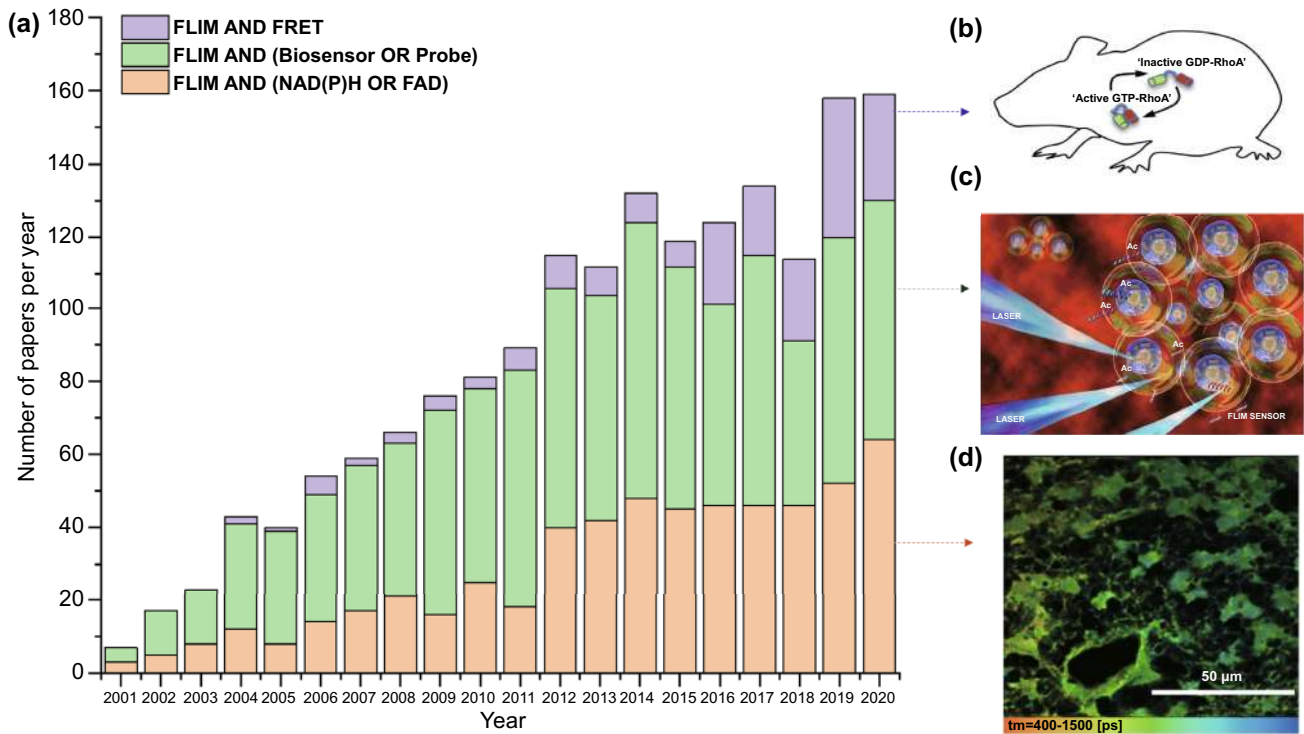 (a)
FLIM AND FRET
FLIM AND (Biosensor OR Probe)
FLIM AND (NAD(P)H OR FAD)
Number of papers per year
180
160
140
120
100
80
60
40
20
0
2001 2002 2003 2004 2005 2006 2007 2008 2009 2010 2011 2012 2013 2014 2015 2016 2017 2018 2019 2020
Year
(b)
'Inactive GDP-RhoA'
'Active GTP-RhoA'
(c)
Ac
Ac
Ac
LASER
Ac
Ac
LASER
FLIM SENSOR
(d)
50 µm
tm=400-1500 [ps]